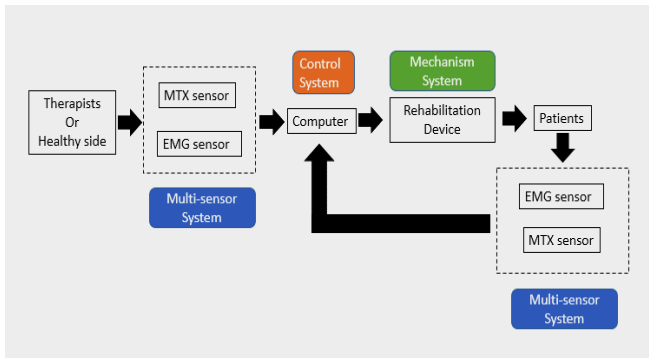 Therapists
Or
Healthy side
MTX sensor
EMG sensor
Multi-sensor
System
Control
System
Computer
Mechanism
System
Rehabilitation
Device
Patients
EMG sensor
MTX sensor
Multi-sensor
System